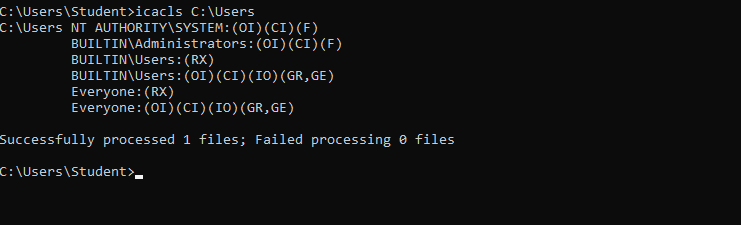 C:\Users\Student>icacls C:\Users
C:\Users NT AUTHORITY\SYSTEM:(OI)(CI)(F)
BUILTIN\Administrators:(OI)(CI)(F)
BUILTIN\Users:(RX)
BUILTIN\Users:(OI)(CI)(IO)(GR,GE)
Everyone:(RX)
Everyone:(OI)(CI)(IO)(GR,GE)
Successfully processed 1 files; Failed processing 0 files
C:\Users\Student>